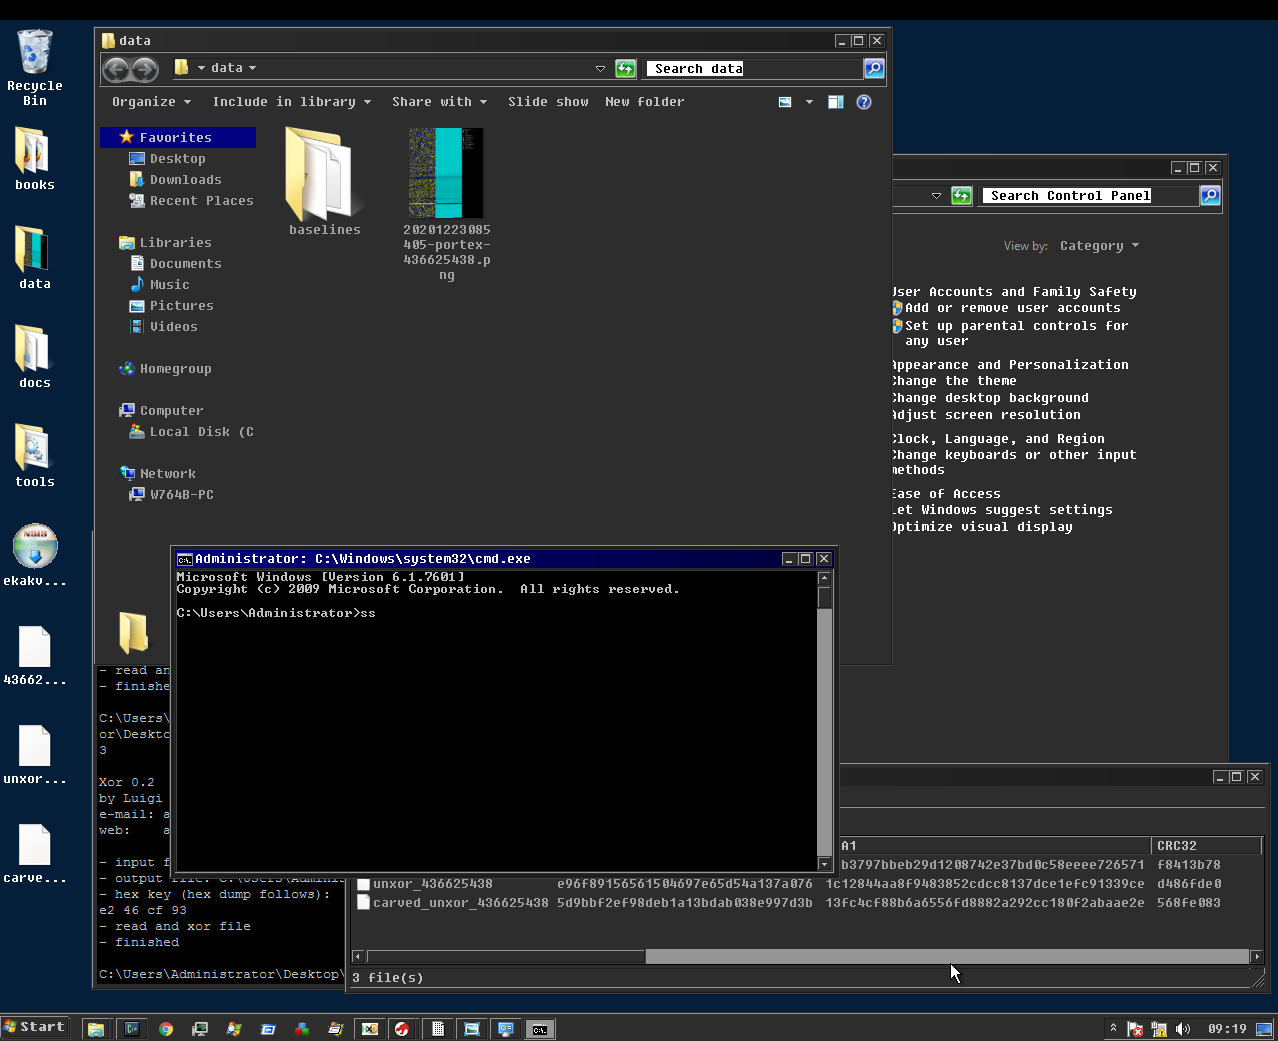 Recycle
Bin
books
data
docs
tools
ekakv...
43662...
unxor...
carve...
data
data
Search data
Organize
Include in library
Share with
Slide show
New folder
Favorites
Desktop
Downloads
Recent Places
Libraries
Documents
Music
Pictures
Videos
Homegroup
Computer
Local Disk (C
Network
W764B-PC
baselines
20201223085
405-portex-
436625438.p
ng
Search Control Panel
View by:
Category
User Accounts and Family Safety
Add or remove user accounts
Set up parental controls for
any user
Appearance and Personalization
Change the theme
Change desktop background
Adjust screen resolution
Clock, Language, and Region
Change keyboards or other input
methods
Ease of Access
Let Windows suggest settings
Optimize visual display
Administrator: C:\Windows\system32\cmd.exe
Microsoft Windows [Version 6.1.7601]
Copyright (c) 2009 Microsoft Corporation.  All rights reserved.
C:\Users\Administrator>ss
- read an
- finishe
C:\Users\
or\Deskto
3
Xor 0.2
by Luigi
e-mail: a
web:    a
- input f
- hex key (hex dump follows):
e2 46 cf 93
- read and xor file
- finished
C:\Users\Administrator\Desktop\
A1
CRC32
b3797bbeb29d1208742e37bd0c58eeee726571 f8413b78
unxor_436625438 e96f89156561504697e65d54a137a076 1c12844aa8f9483852cdcc8137dce1efc91339ce d486fde0
carved_unxor_436625438 5d9bbf2ef98deb1a13bdab038e997d3b 13fc4cf88b6a6556fd8882a292cc180f2abaae2e 568fe083
3 file(s)
Start
09:19